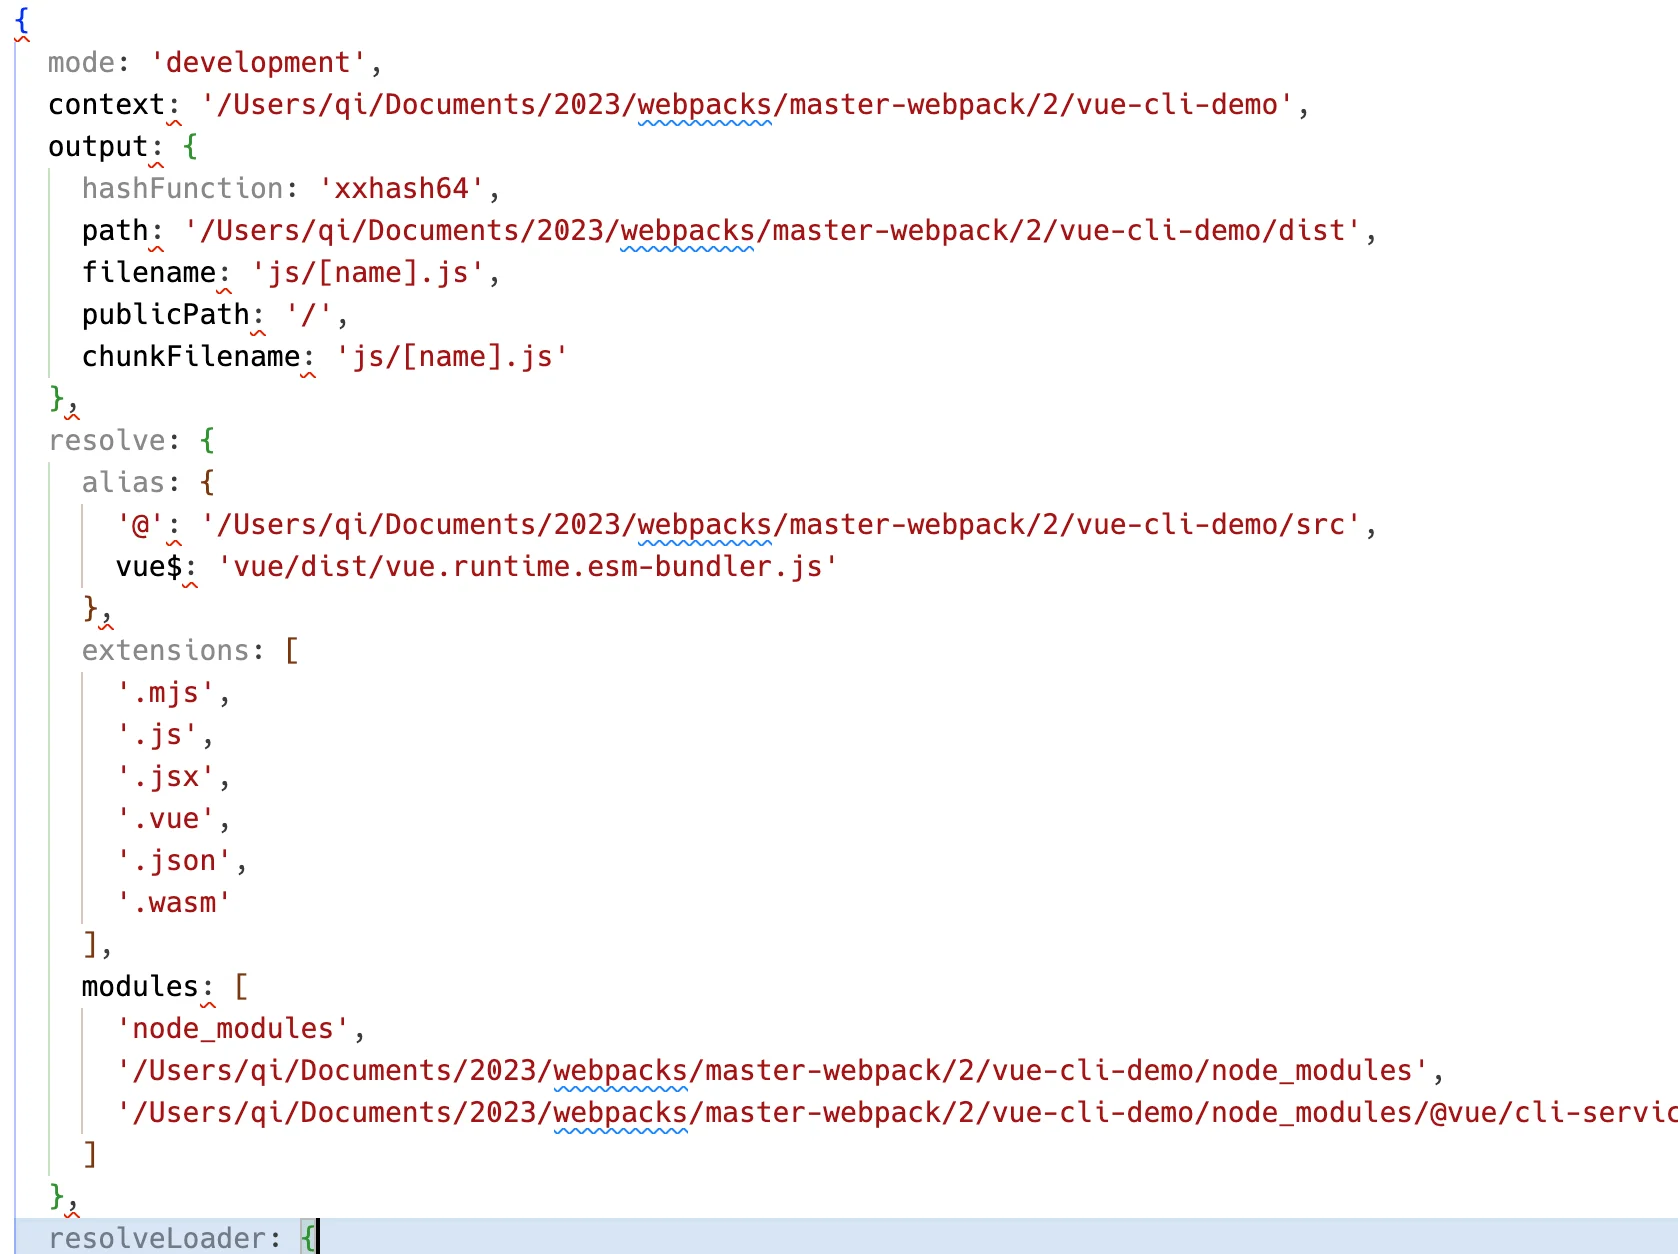 {
  mode: 'development',
  context: '/Users/qi/Documents/2023/webpacks/master-webpack/2/vue-cli-demo',
  output: {
    hashFunction: 'xxhash64',
    path: '/Users/qi/Documents/2023/webpacks/master-webpack/2/vue-cli-demo/dist',
    filename: 'js/[name].js',
    publicPath: '/',
    chunkFilename: 'js/[name].js'
  },
  resolve: {
    alias: {
      '@': '/Users/qi/Documents/2023/webpacks/master-webpack/2/vue-cli-demo/src',
      vue$: 'vue/dist/vue.runtime.esm-bundler.js'
    },
    extensions: [
      '.mjs',
      '.js',
      '.jsx',
      '.vue',
      '.json',
      '.wasm'
    ],
    modules: [
      'node_modules',
      '/Users/qi/Documents/2023/webpacks/master-webpack/2/vue-cli-demo/node_modules',
      '/Users/qi/Documents/2023/webpacks/master-webpack/2/vue-cli-demo/node_modules/@vue/cli-servic
    ]
  },
  resolveLoader: {